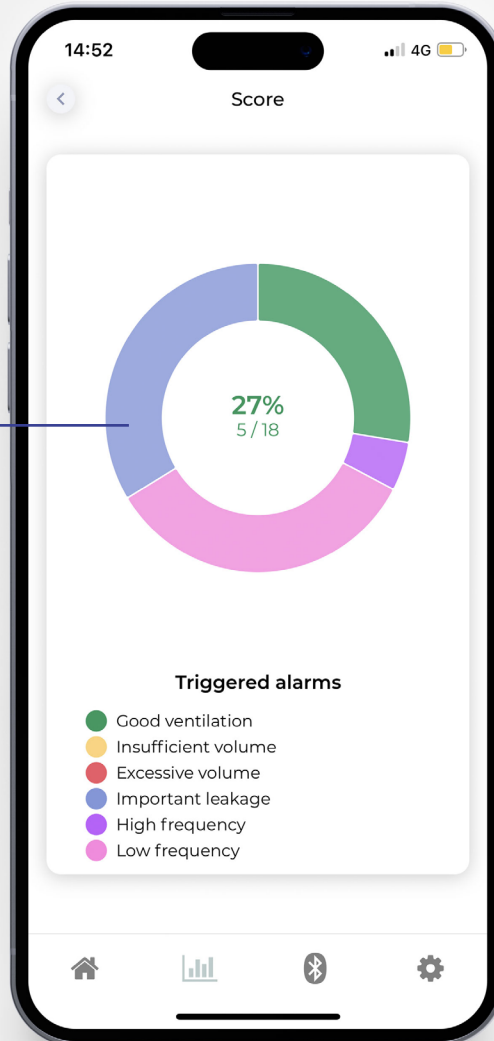 14:52
4G
Score
27%
5 / 18
Triggered alarms
Good ventilation
Insufficient volume
Excessive volume
Important leakage
High frequency
Low frequency